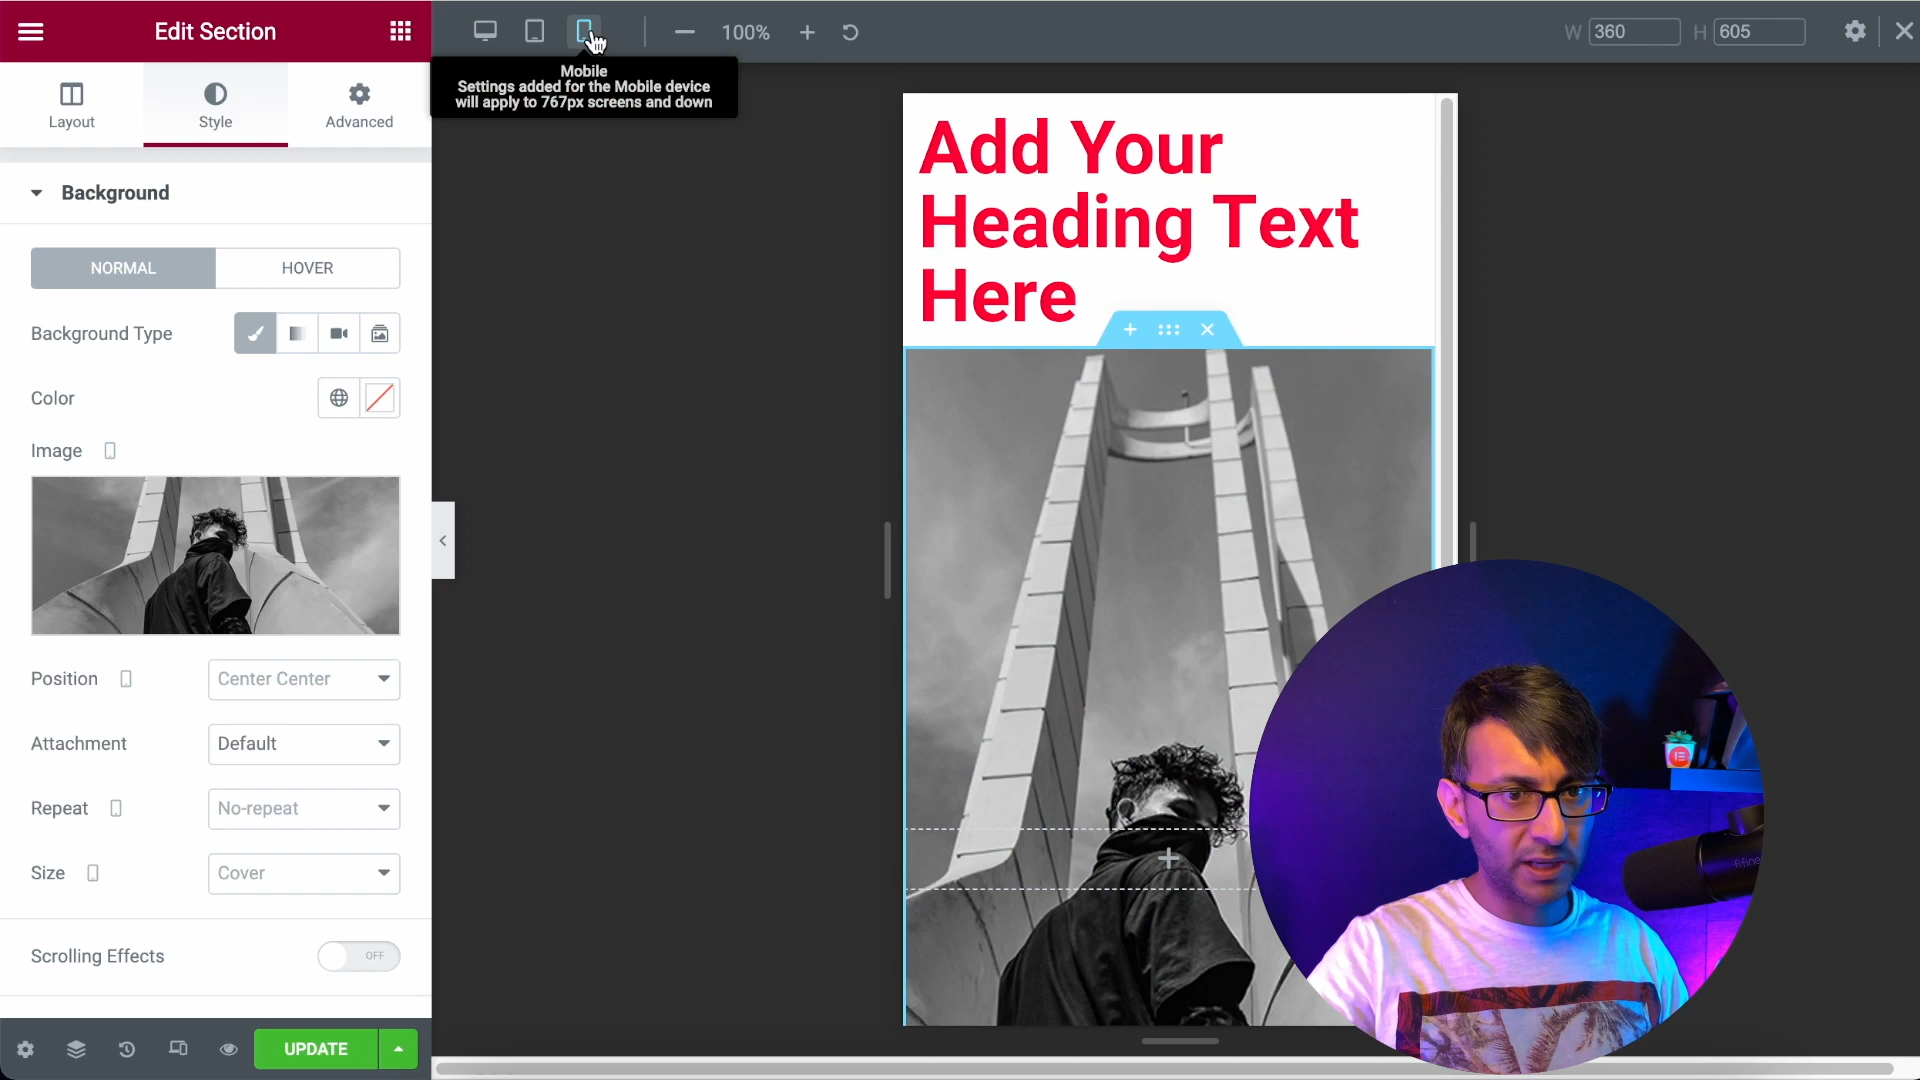 Edit Section
100%
W 360
H 605
Mobile
Settings added for the Mobile device
will apply to 767px screens and down
Layout
Style
Advanced
Background
NORMAL
HOVER
Background Type
Color
Image
Position
Center Center
Attachment
Default
Repeat
No-repeat
Size
Cover
Scrolling Effects
OFF
UPDATE
Add Your
Heading Text
Here
fifine